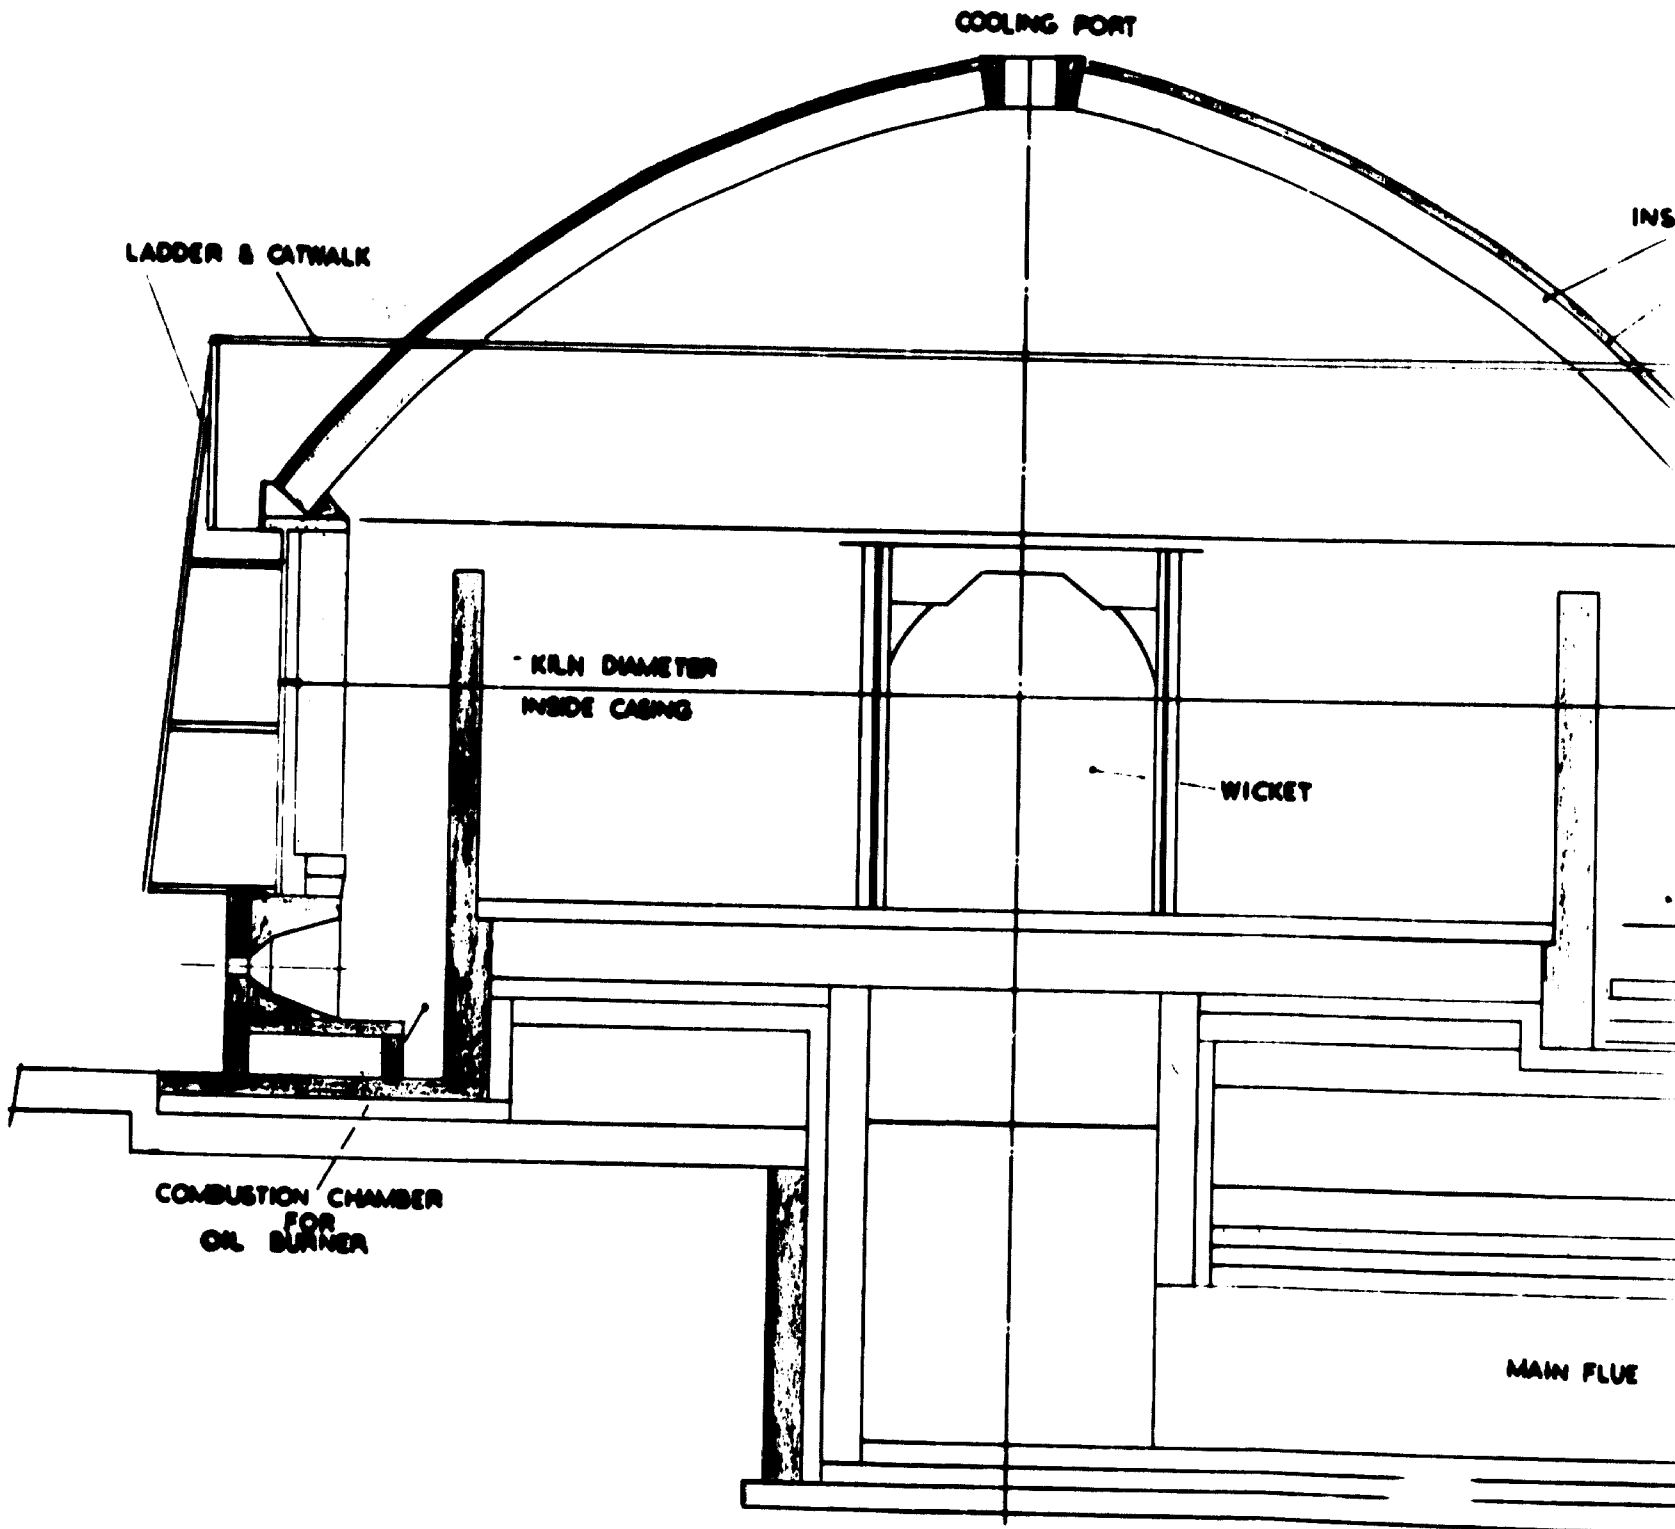 COOLING PORT
INS
LADDER & CATWALK
KILN DIAMETER
INSIDE CASING
WICKET
COMBUSTION CHAMBER
FOR
OIL BURNER
MAIN FLUE